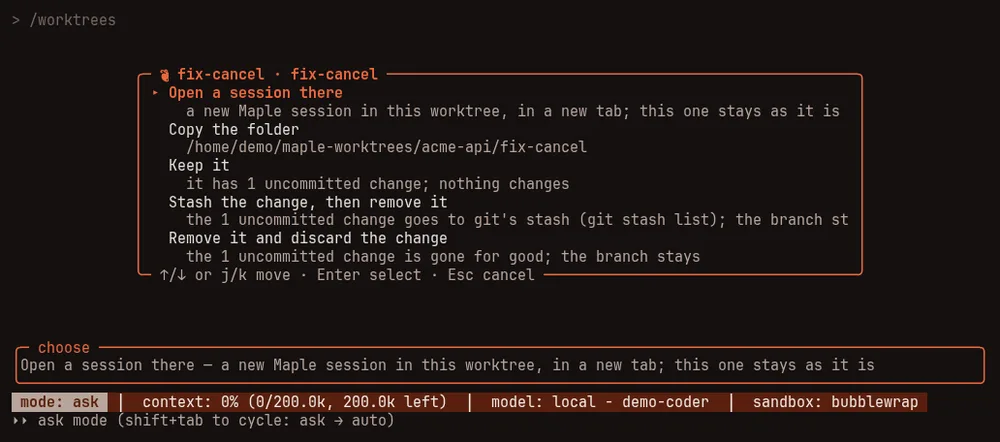 > /worktrees
fix-cancel · fix-cancel
▸ Open a session there
a new Maple session in this worktree, in a new tab; this one stays as it is
Copy the folder
/home/demo/maple-worktrees/acme-api/fix-cancel
Keep it
it has 1 uncommitted change; nothing changes
Stash the change, then remove it
the 1 uncommitted change goes to git's stash (git stash list); the branch st
Remove it and discard the change
the 1 uncommitted change is gone for good; the branch stays
↑/↓ or j/k move · Enter select · Esc cancel
choose
Open a session there — a new Maple session in this worktree, in a new tab; this one stays as it is
mode: ask | context: 0% (0/200.0k, 200.0k left) | model: local - demo-coder | sandbox: bubblewrap
▸▸ ask mode (shift+tab to cycle: ask → auto)